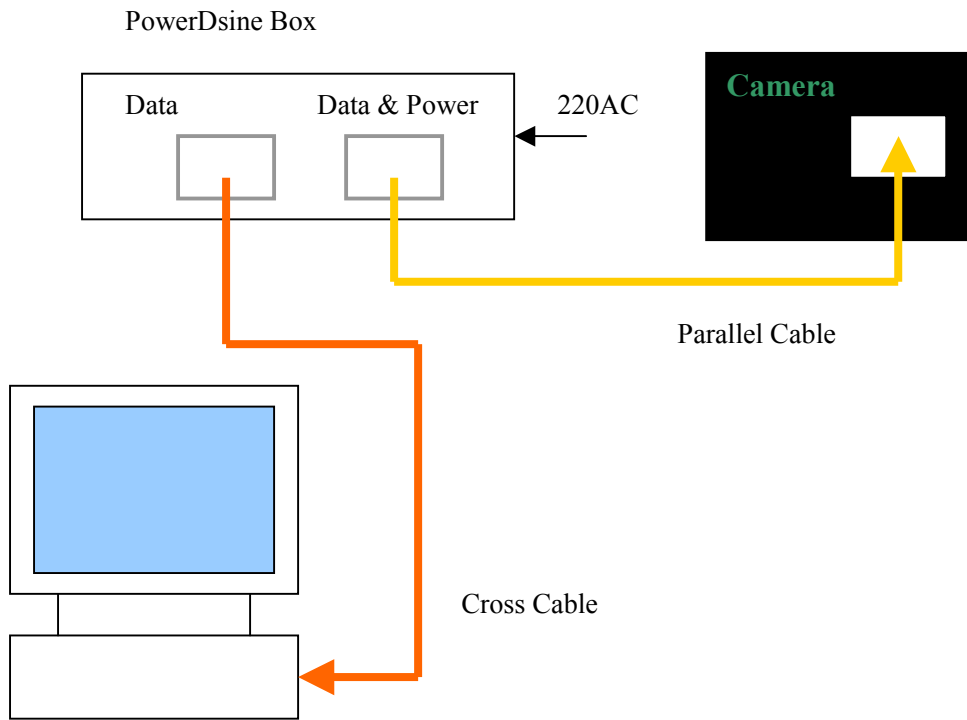 PowerDsine Box
Data
Data & Power
220AC
Camera
Parallel Cable
Cross Cable